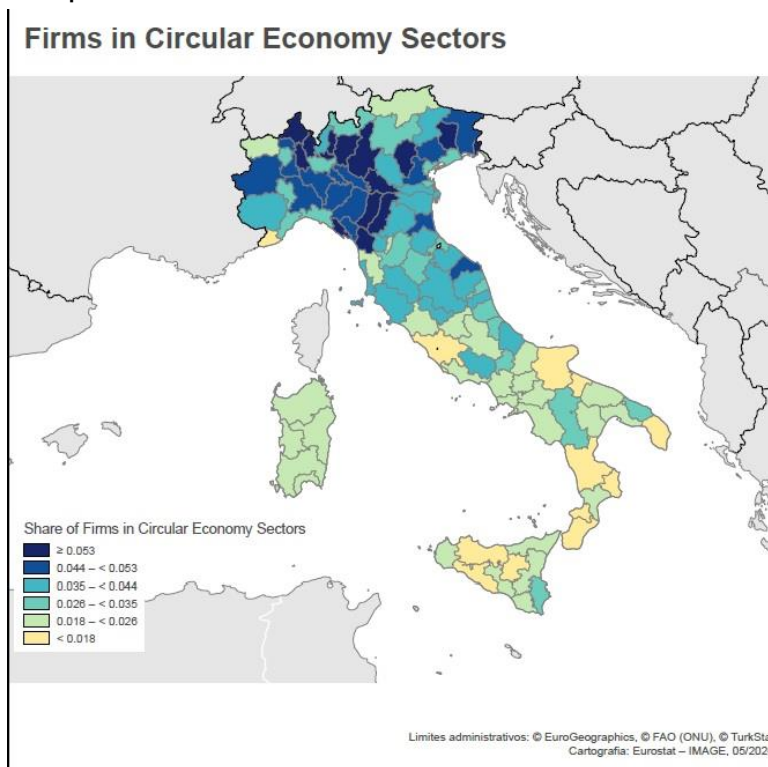 Firms in Circular Economy Sectors
Share of Firms in Circular Economy Sectors
≥ 0.053
0.044 – < 0.053
0.035 – < 0.044
0.026 – < 0.035
0.018 – < 0.026
< 0.018
Limites administrativos: © EuroGeographics, © FAO (ONU), © TurkSta
Cartografia: Eurostat – IMAGE, 05/202